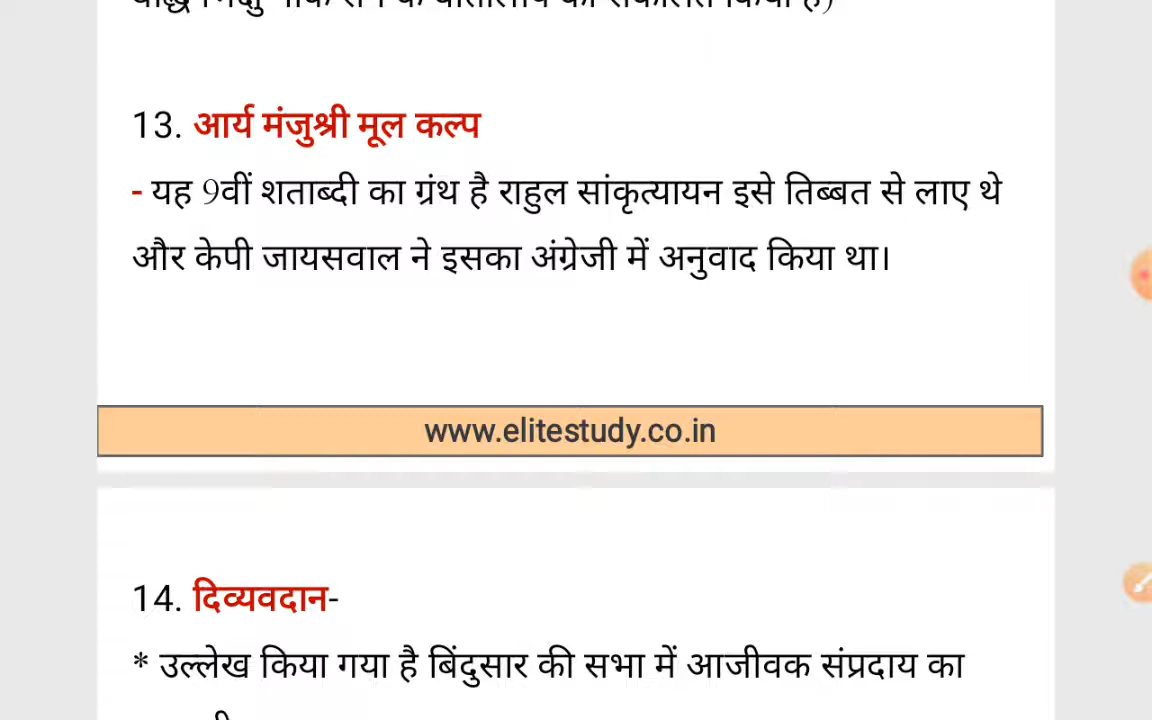 13. आर्य मंजुश्री मूल कल्प
- यह 9वीं शताब्दी का ग्रंथ है राहुल सांकृत्यायन इसे तिब्बत से लाए थे
और केपी जायसवाल ने इसका अंग्रेजी में अनुवाद किया था।
www.elitestudy.co.in
14. दिव्यवदान-
* उल्लेख किया गया है बिंदुसार की सभा में आजीवक संप्रदाय का